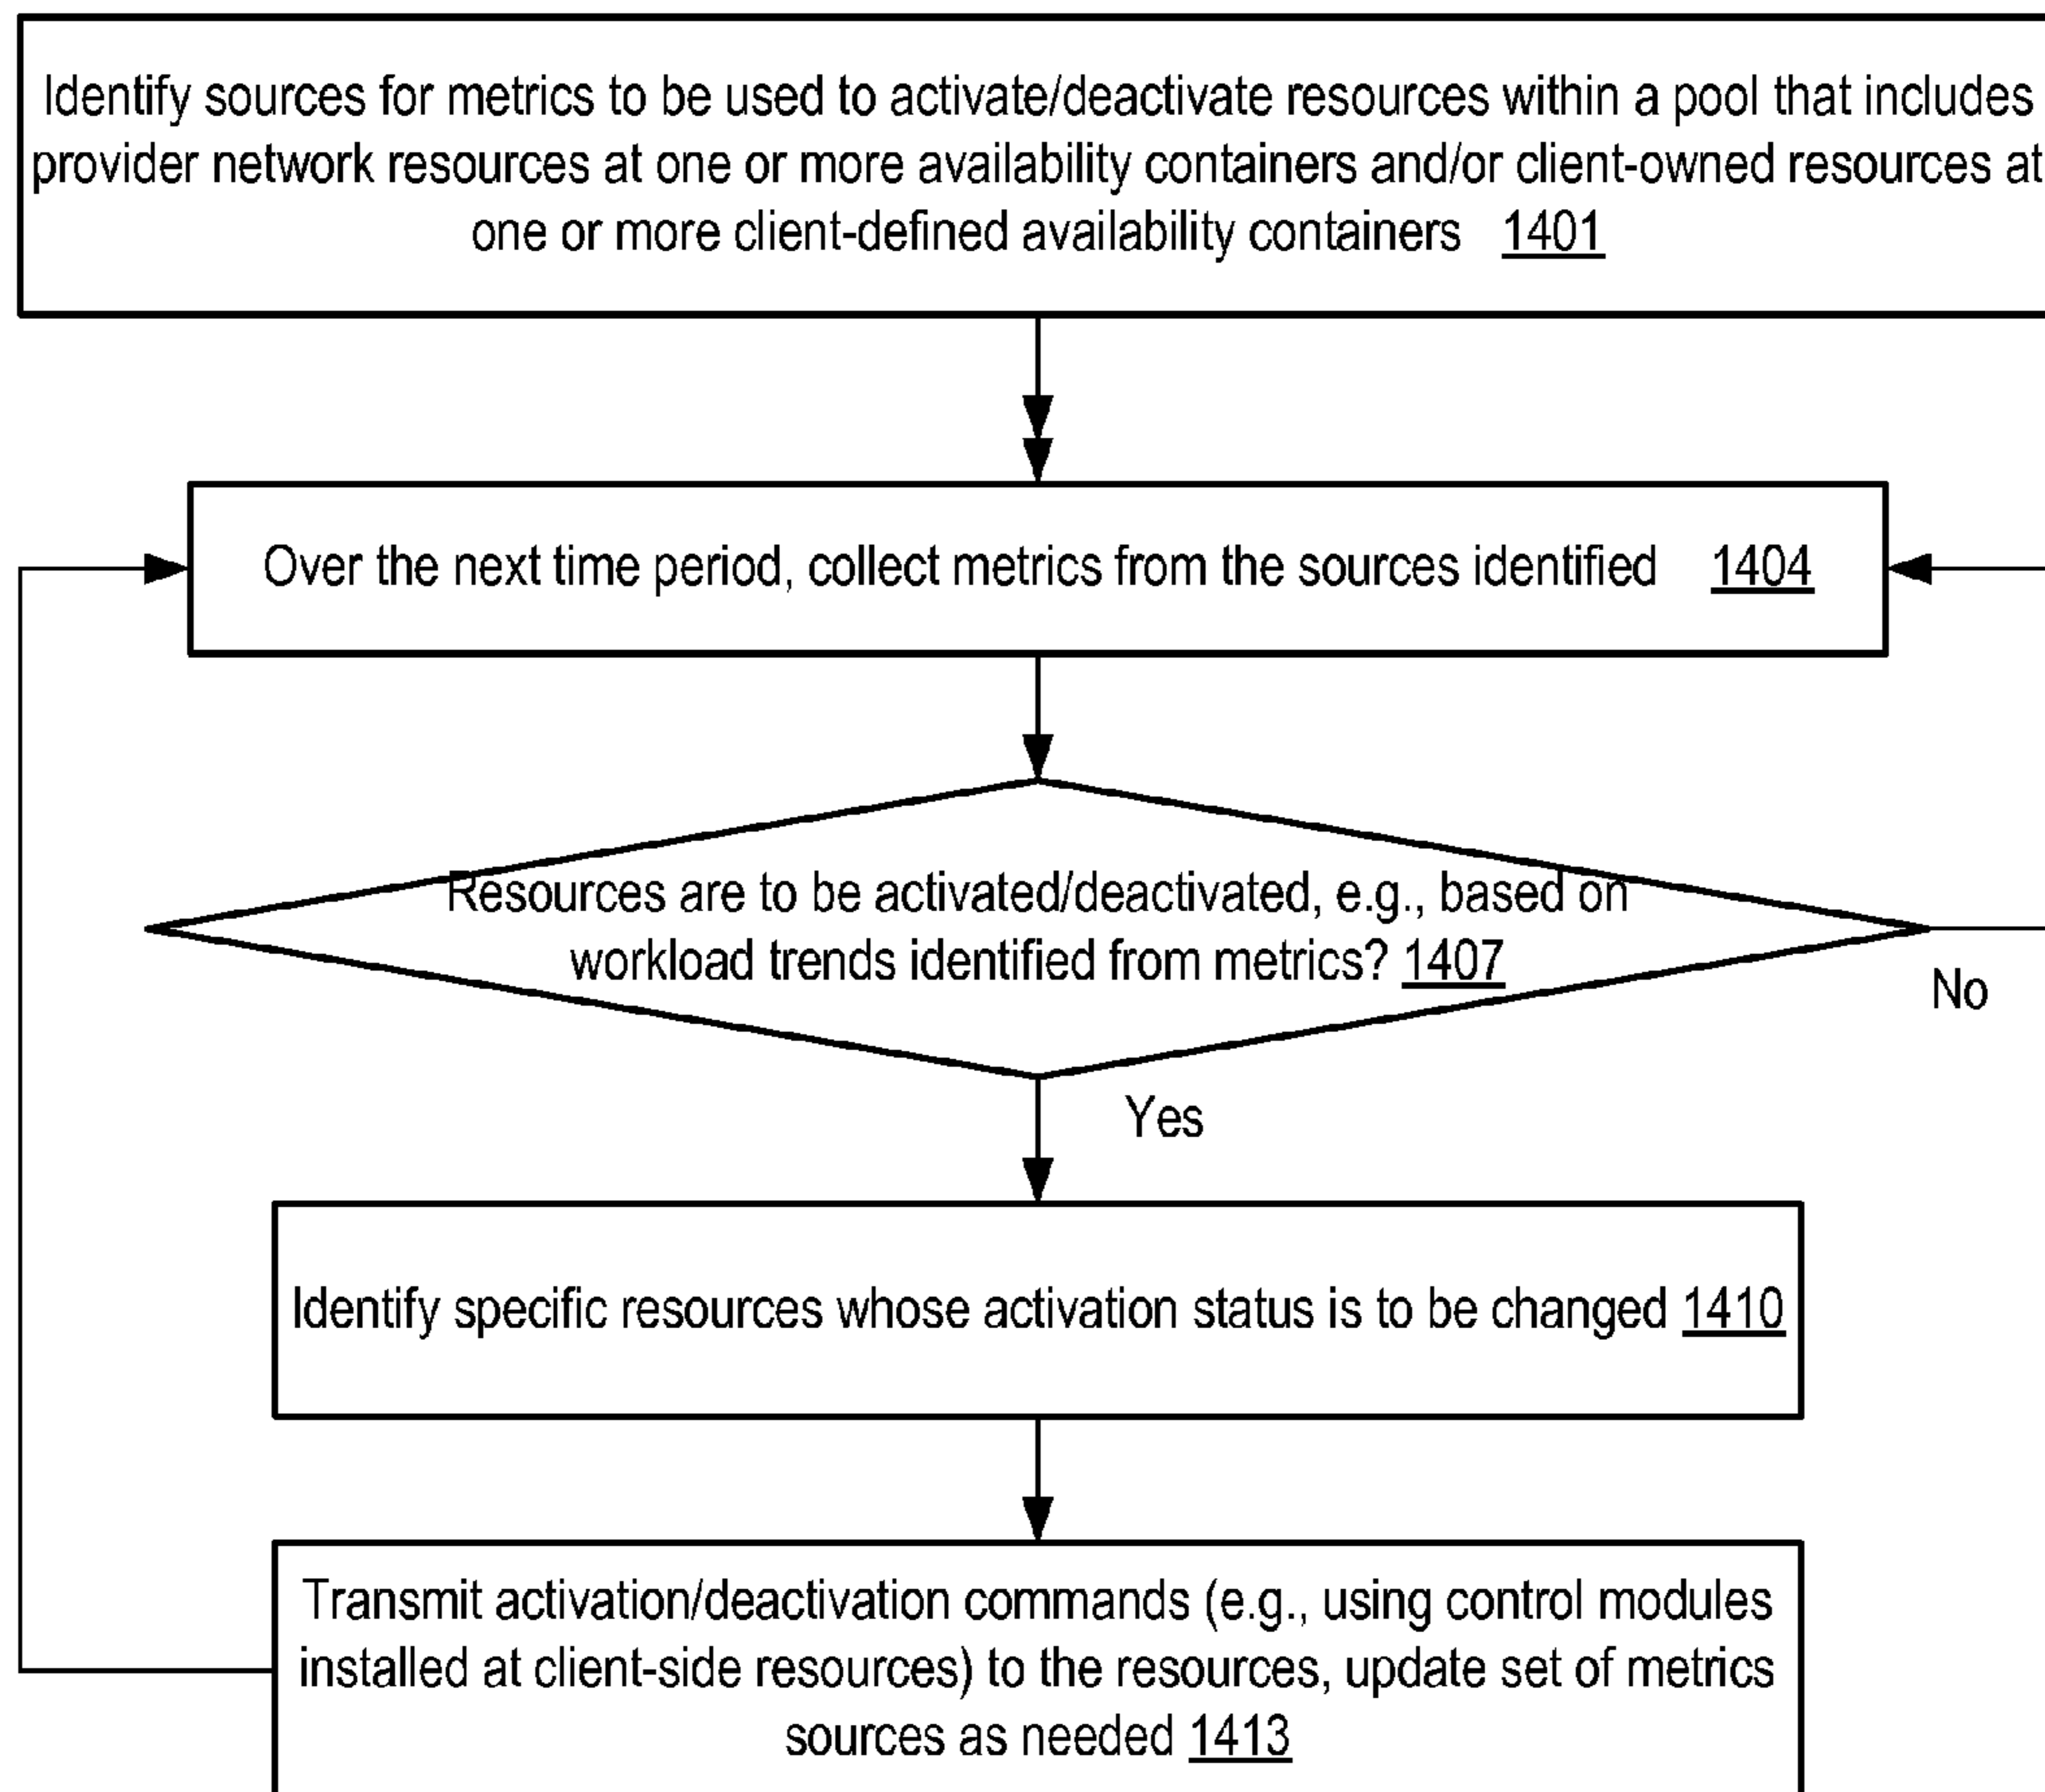 Identify sources for metrics to be used to activate/deactivate resources within a pool that includes
provider network resources at one or more availability containers and/or client-owned resources at
one or more client-defined availability containers 1401
Over the next time period, collect metrics from the sources identified 1404
Resources are to be activated/deactivated, e.g., based on
workload trends identified from metrics? 1407
No
Yes
Identify specific resources whose activation status is to be changed 1410
Transmit activation/deactivation commands (e.g., using control modules
installed at client-side resources) to the resources, update set of metrics
sources as needed 1413